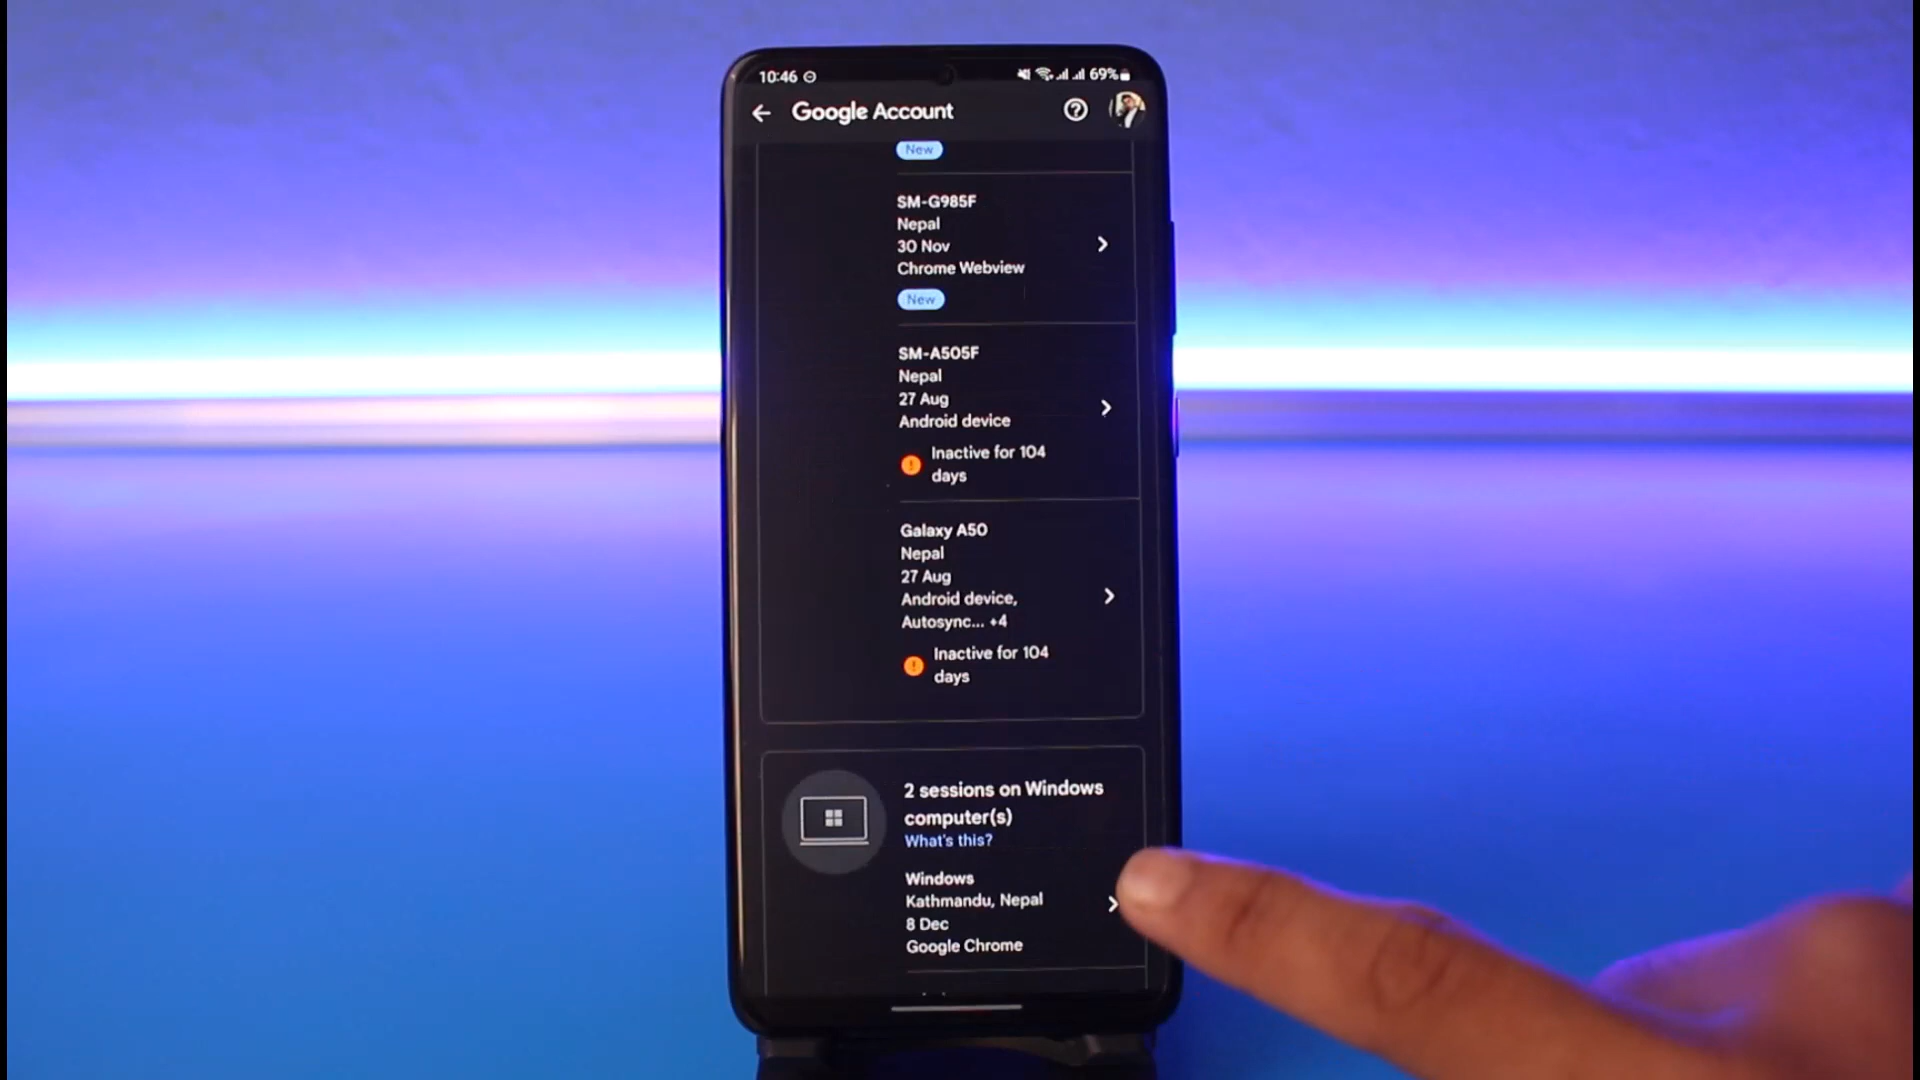 10:46
69%
Google Account
New
SM-G985F
Nepal
30 Nov
Chrome Webview
New
SM-A505F
Nepal
27 Aug
Android device
Inactive for 104
days
Galaxy A50
Nepal
27 Aug
Android device,
Autosync... +4
Inactive for 104
days
2 sessions on Windows
computer(s)
What's this?
Windows
Kathmandu, Nepal
8 Dec
Google Chrome